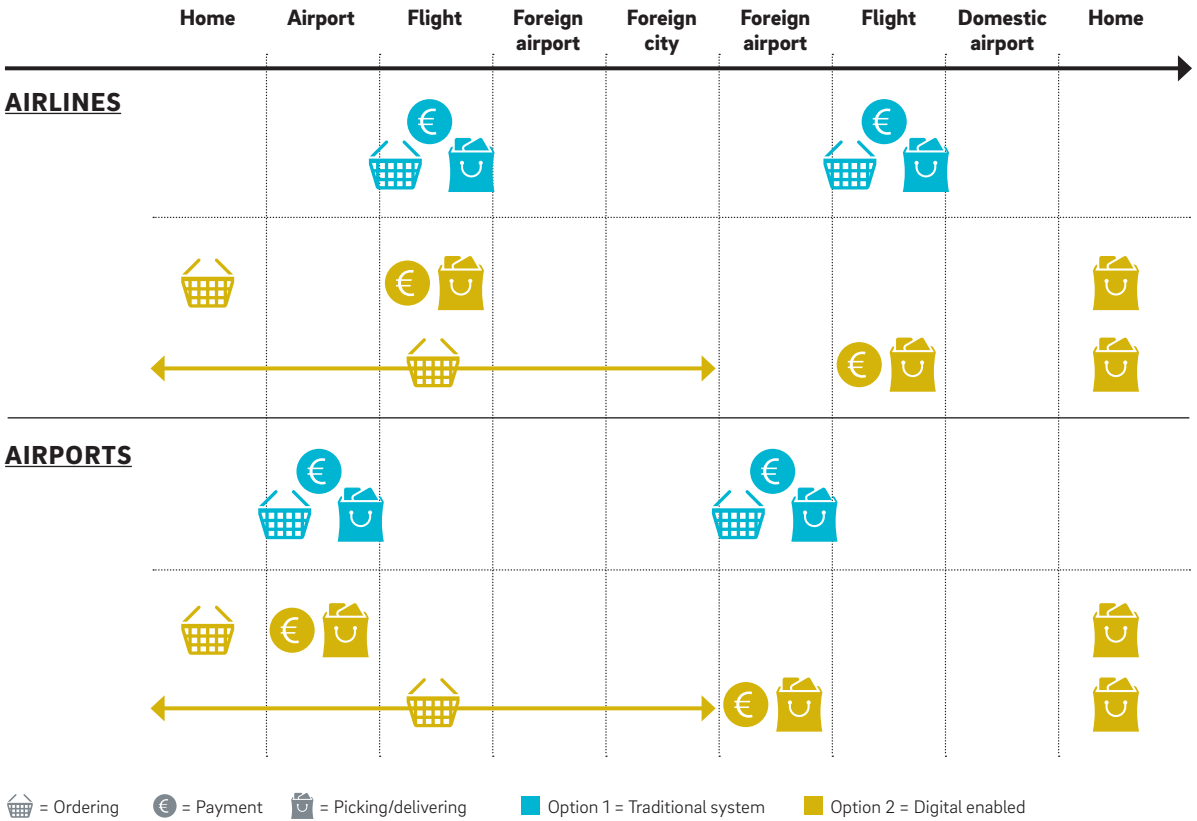 Home Airport Flight Foreign Foreign Foreign Flight Domestic Home
airport city airport airport
AIRLINES
€ €
€
€
AIRPORTS
€ €
€
€
€ = Ordering = Payment = Picking/delivering Option 1 = Traditional system Option 2 = Digital enabled